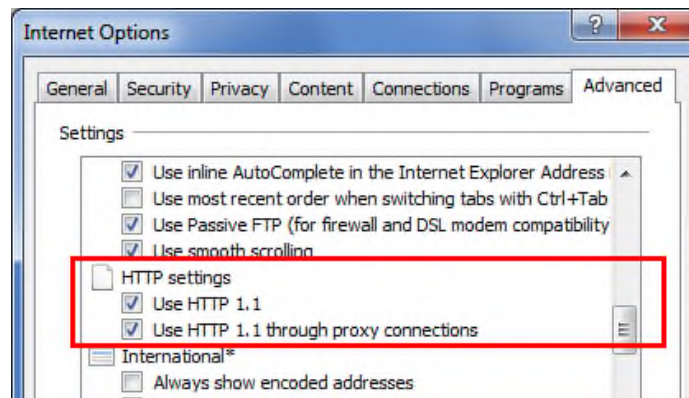 Internet Options
General Security Privacy Content Connections Programs Advanced
Settings
Use inline AutoComplete in the Internet Explorer Address
Use most recent order when switching tabs with Ctrl+Tab
Use Passive FTP (for firewall and DSL modem compatibility
Use smooth scrolling
HTTP settings
Use HTTP 1.1
Use HTTP 1.1 through proxy connections
International*
Always show encoded addresses